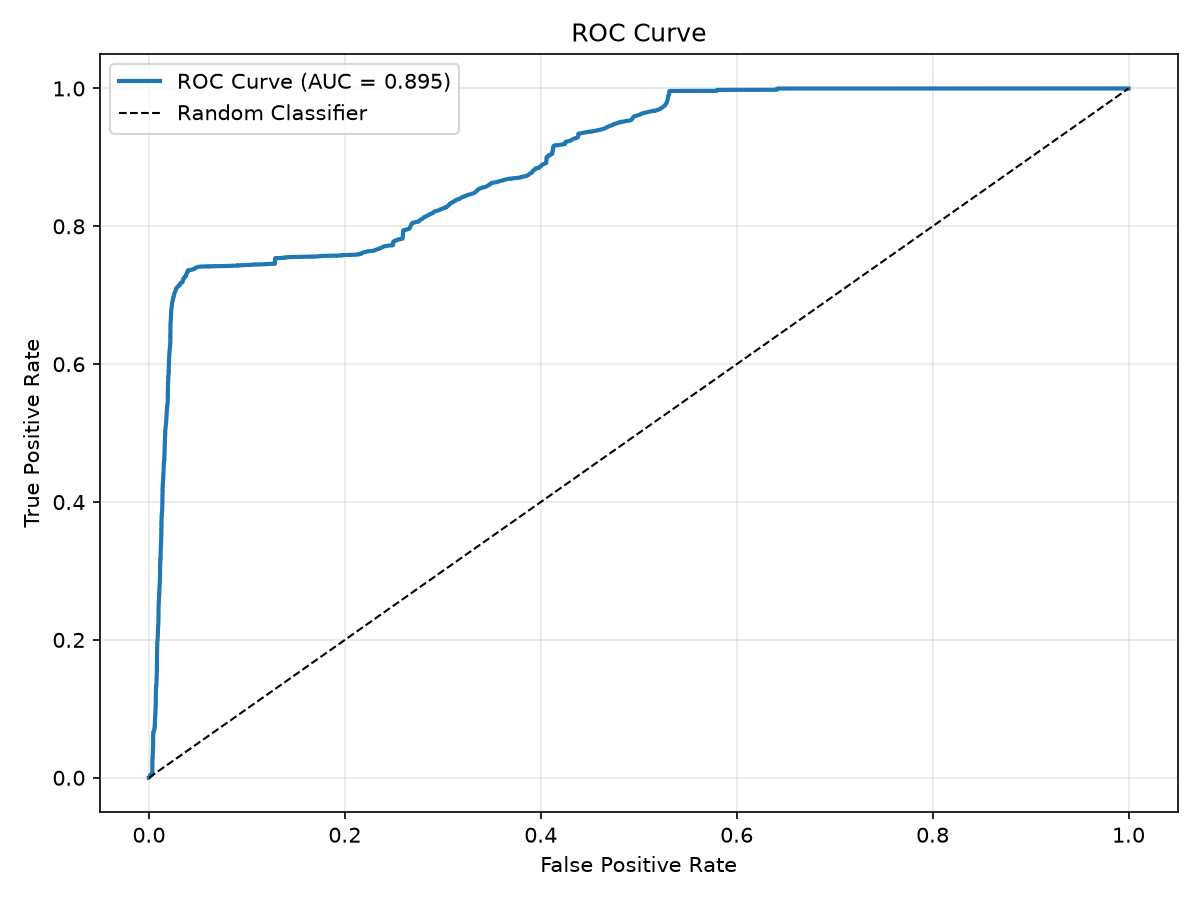 ROC Curve
ROC Curve (AUC = 0.895)
Random Classifier
True Positive Rate
1.0
0.8
0.6
0.4
0.2
0.0
0.0 0.2 0.4 0.6 0.8 1.0
False Positive Rate